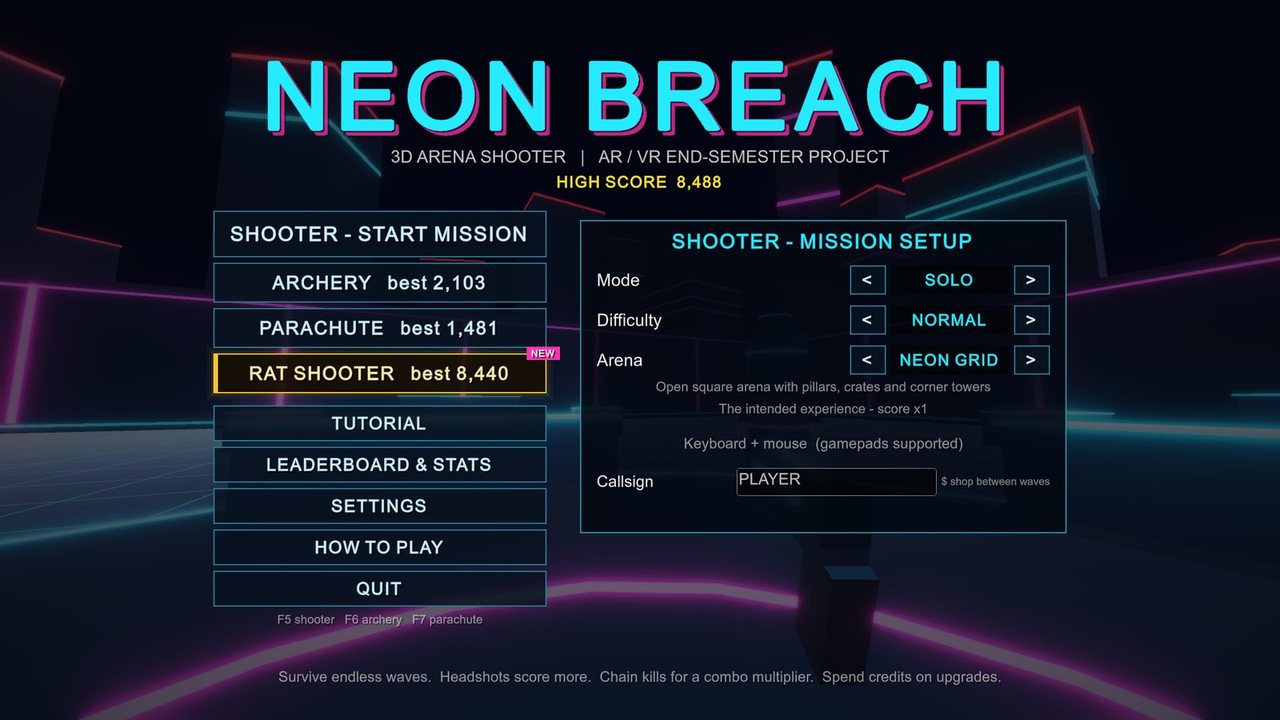 NEON BREACH
3D ARENA SHOOTER | AR / VR END-SEMESTER PROJECT
HIGH SCORE 8,488
SHOOTER - START MISSION
ARCHERY best 2,103
PARACHUTE best 1,481
NEW
RAT SHOOTER best 8,440
TUTORIAL
LEADERBOARD & STATS
SETTINGS
HOW TO PLAY
QUIT
F5 shooter F6 archery F7 parachute
SHOOTER - MISSION SETUP
Mode < SOLO >
Difficulty < NORMAL >
Arena < NEON GRID >
Open square arena with pillars, crates and corner towers
The intended experience - score x1
Keyboard + mouse (gamepads supported)
Callsign PLAYER $ shop between waves
Survive endless waves. Headshots score more. Chain kills for a combo multiplier. Spend credits on upgrades.